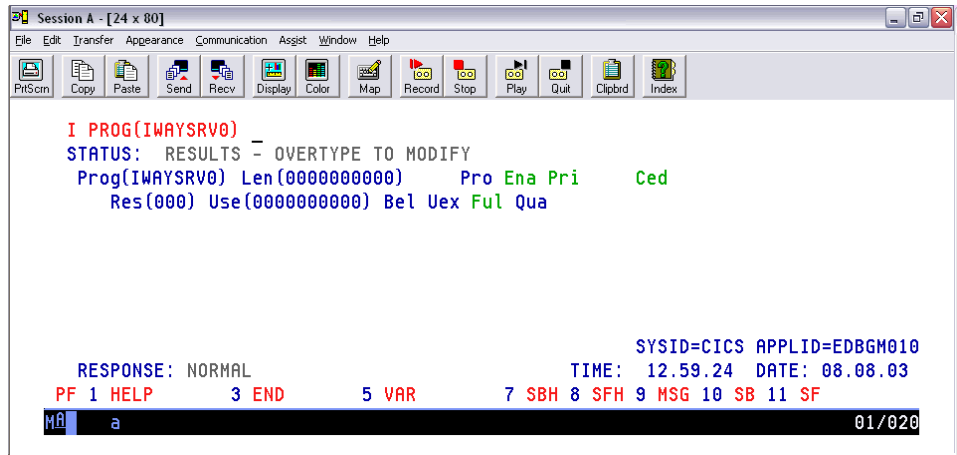 Session A - [24 x 80]
File Edit Transfer Appearance Communication Assist Window Help
PrtScrn Copy Paste Send Recv Display Color Map Record Stop Play Quit Clipbrd Index
I PROG(IWAYSRV0)
STATUS: RESULTS - OVERTYPE TO MODIFY
Prog(IWAYSRV0) Len(0000000000) Pro Ena Pri Ced
Res(000) Use(0000000000) Bel Uex Ful Qua
SYSID=CICS APPLID=EDBGM010
RESPONSE: NORMAL TIME: 12.59.24 DATE: 08.08.03
PF 1 HELP 3 END 5 VAR 7 SBH 8 SFH 9 MSG 10 SB 11 SF
MA a 01/020